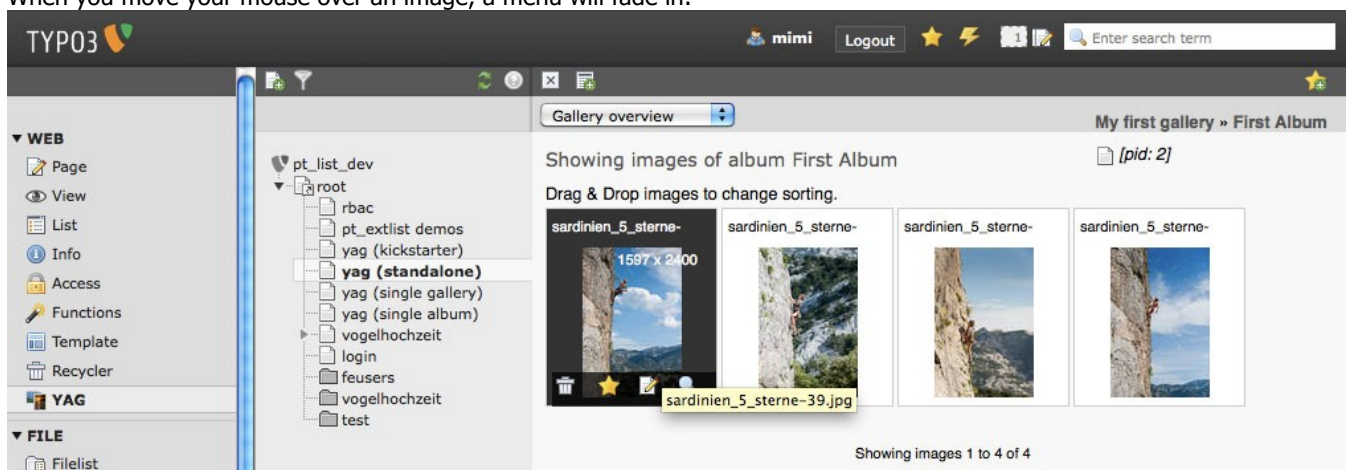 When you move your mouse over an image, a menu will fade in.
TYPO3
mimi
Logout
1
Enter search term
Gallery overview
My first gallery » First Album
[pid: 2]
WEB
Page
View
List
Info
Access
Functions
Template
Recycler
YAG
FILE
Filelist
pt_list_dev
root
rbac
pt_extlist demos
yag (kickstarter)
yag (standalone)
yag (single gallery)
yag (single album)
vogelhochzeit
login
feusers
vogelhochzeit
test
Showing images of album First Album
Drag & Drop images to change sorting.
sardinien_5_sterne-
sardinien_5_sterne-
sardinien_5_sterne-
sardinien_5_sterne-
1597 x 2400
sardinien_5_sterne-39.jpg
Showing images 1 to 4 of 4